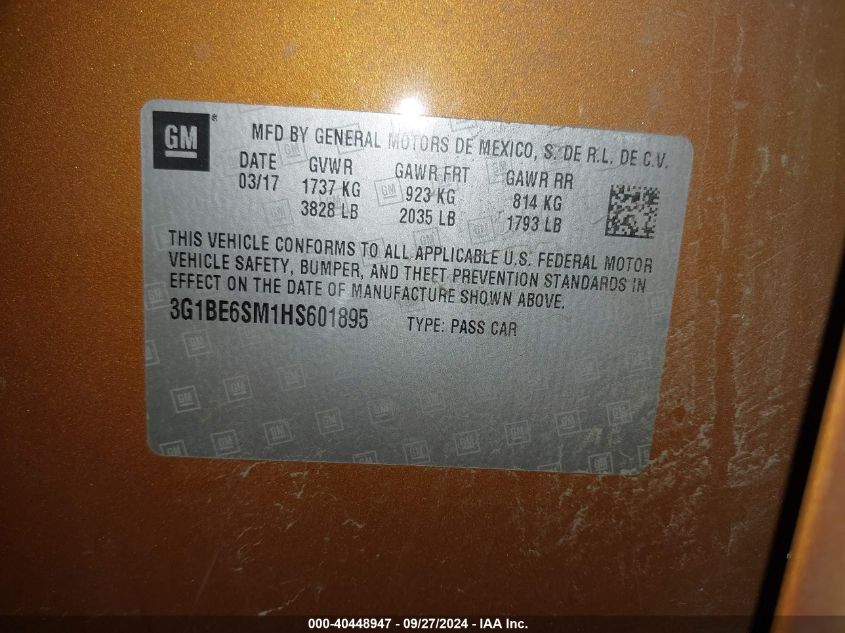 GM®
MFD BY GENERAL MOTORS DE MEXICO, S. DE R.L. DE C.V.
DATE GVWR GAWR FRT GAWR RR
03/17 1737 KG 923 KG 814 KG
3828 LB 2035 LB 1793 LB
THIS VEHICLE CONFORMS TO ALL APPLICABLE U.S. FEDERAL MOTOR
VEHICLE SAFETY, BUMPER, AND THEFT PREVENTION STANDARDS IN
EFFECT ON THE DATE OF MANUFACTURE SHOWN ABOVE.
3G1BE6SM1HS601895 TYPE: PASS CAR
000-40448947 - 09/27/2024 - IAA Inc.